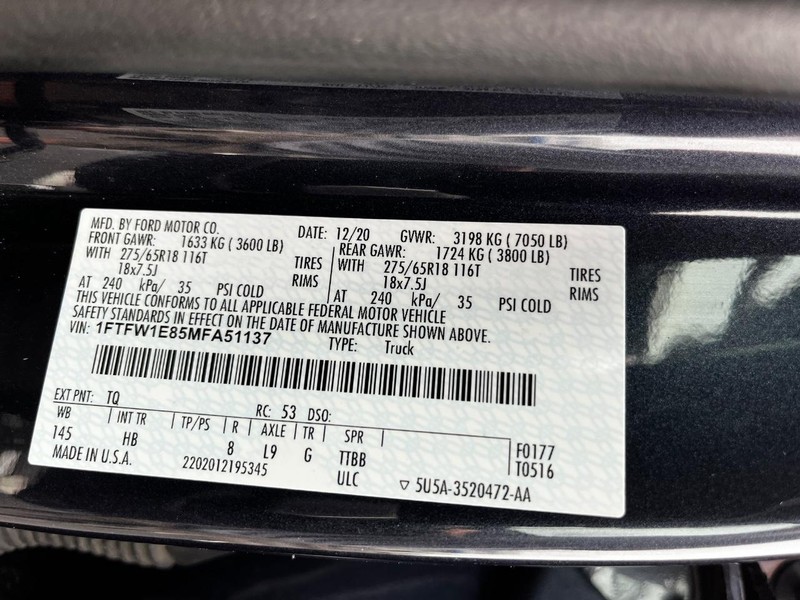 MFD. BY FORD MOTOR CO. DATE: 12/20 GVWR: 3198 KG ( 7050 LB)
FRONT GAWR: 1633 KG ( 3600 LB) REAR GAWR: 1724 KG ( 3800 LB)
WITH 275/65R18 116T TIRES WITH 275/65R18 116T TIRES
18x7.5J RIMS 18x7.5J RIMS
AT 240 kPa/ 35 PSI COLD AT 240 kPa/ 35 PSI COLD
THIS VEHICLE CONFORMS TO ALL APPLICABLE FEDERAL MOTOR VEHICLE
SAFETY STANDARDS IN EFFECT ON THE DATE OF MANUFACTURE SHOWN ABOVE.
VIN: 1FTFW1E85MFA51137 TYPE: Truck
EXT PNT: TQ RC: 53 DSO:
WB INT TR TP/PS R AXLE TR SPR F0177
145 HB 8 L9 G TTBB T0516
MADE IN U.S.A. 2202012195345 ULC ▽ 5U5A-3520472-AA